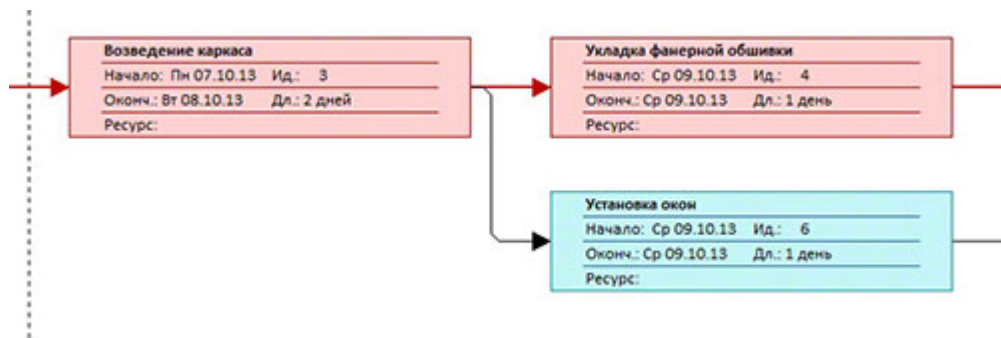 Возведение каркаса
Начало: Пн 07.10.13 Ид.: 3
Оконч.: Вт 08.10.13 Дл.: 2 дней
Ресурс:
Укладка фанерной обшивки
Начало: Ср 09.10.13 Ид.: 4
Оконч.: Ср 09.10.13 Дл.: 1 день
Ресурс:
Установка окон
Начало: Ср 09.10.13 Ид.: 6
Оконч.: Ср 09.10.13 Дл.: 1 день
Ресурс: